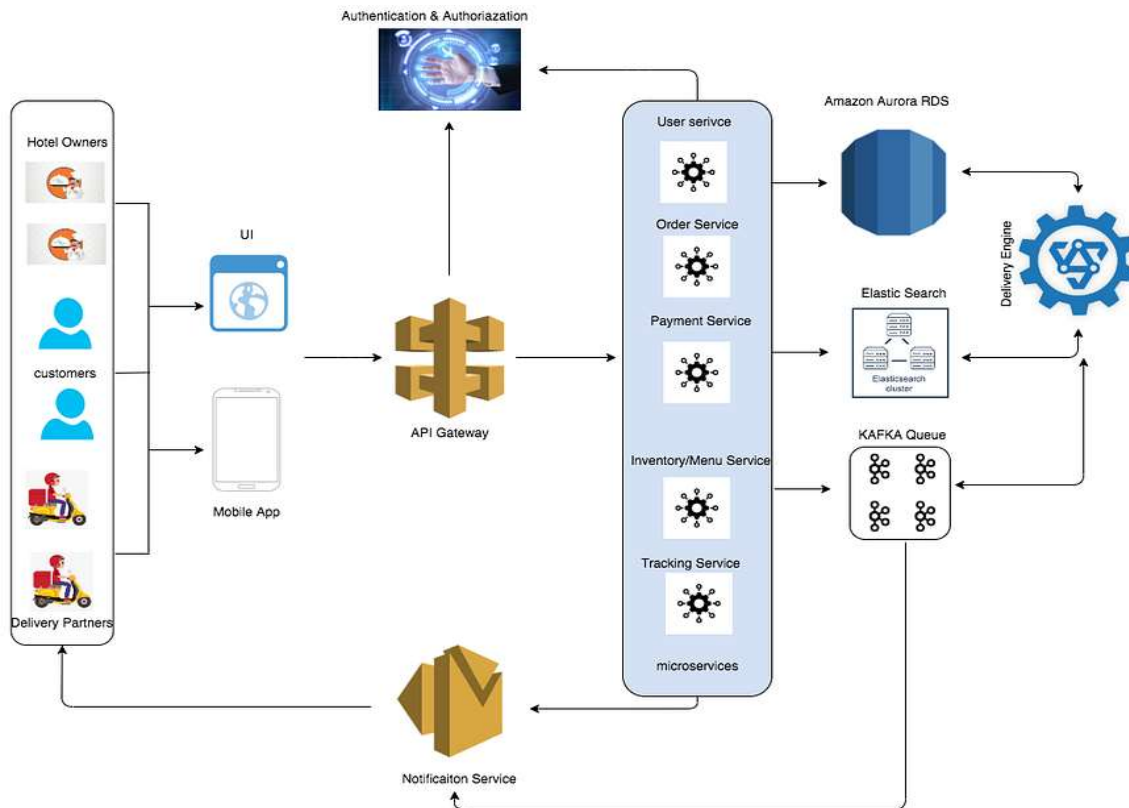 Authentication & Authoriazation
Hotel Owners
customers
Delivery Partners
UI
Mobile App
API Gateway
User serivce
Order Service
Payment Service
Inventory/Menu Service
Tracking Service
microservices
Amazon Aurora RDS
Elastic Search
Elasticsearch
cluster
KAFKA Queue
Delivery Engine
Notificaiton Service